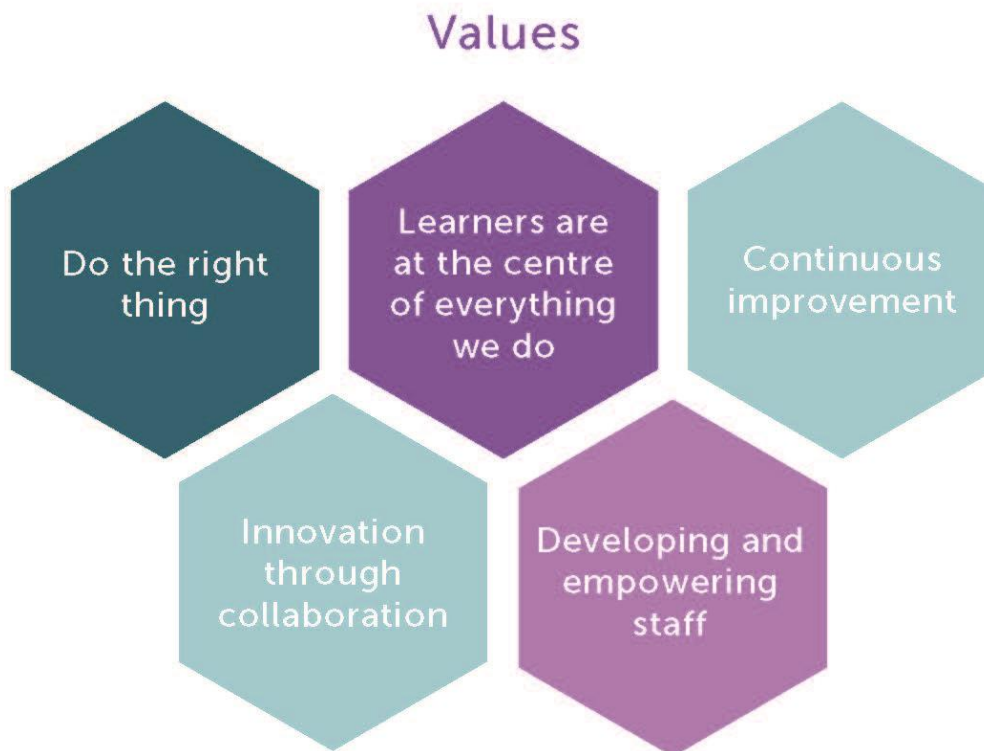 Values
Do the right
thing
Learners are
at the centre
of everything
we do
Continuous
improvement
Innovation
through
collaboration
Developing and
empowering
staff